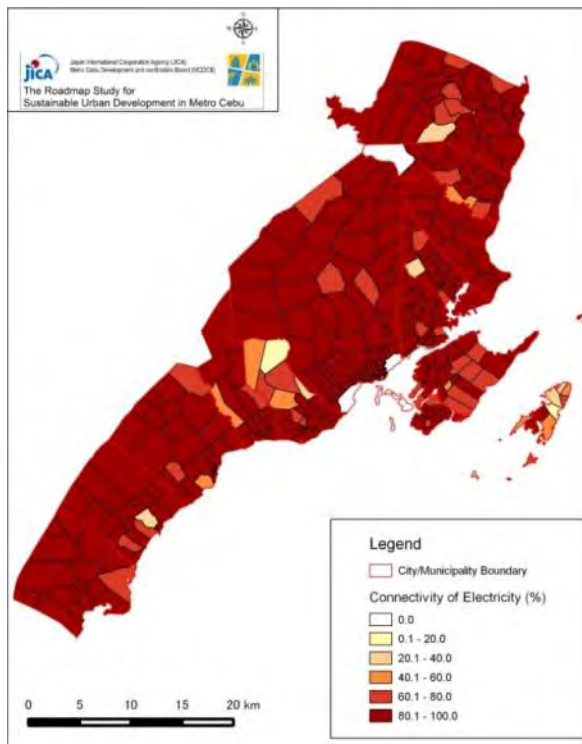 jICA
Japan International Cooperation Agency (JICA)
Metro Cebu Development and coordination Board (MCDCB)
The Roadmap Study for
Sustainable Urban Development in Metro Cebu
Legend
City/Municipality Boundary
Connectivity of Electricity (%)
0.0
0.1 - 20.0
20.1 - 40.0
40.1 - 60.0
60.1 - 80.0
80.1 - 100.0
0 5 10 15 20 km